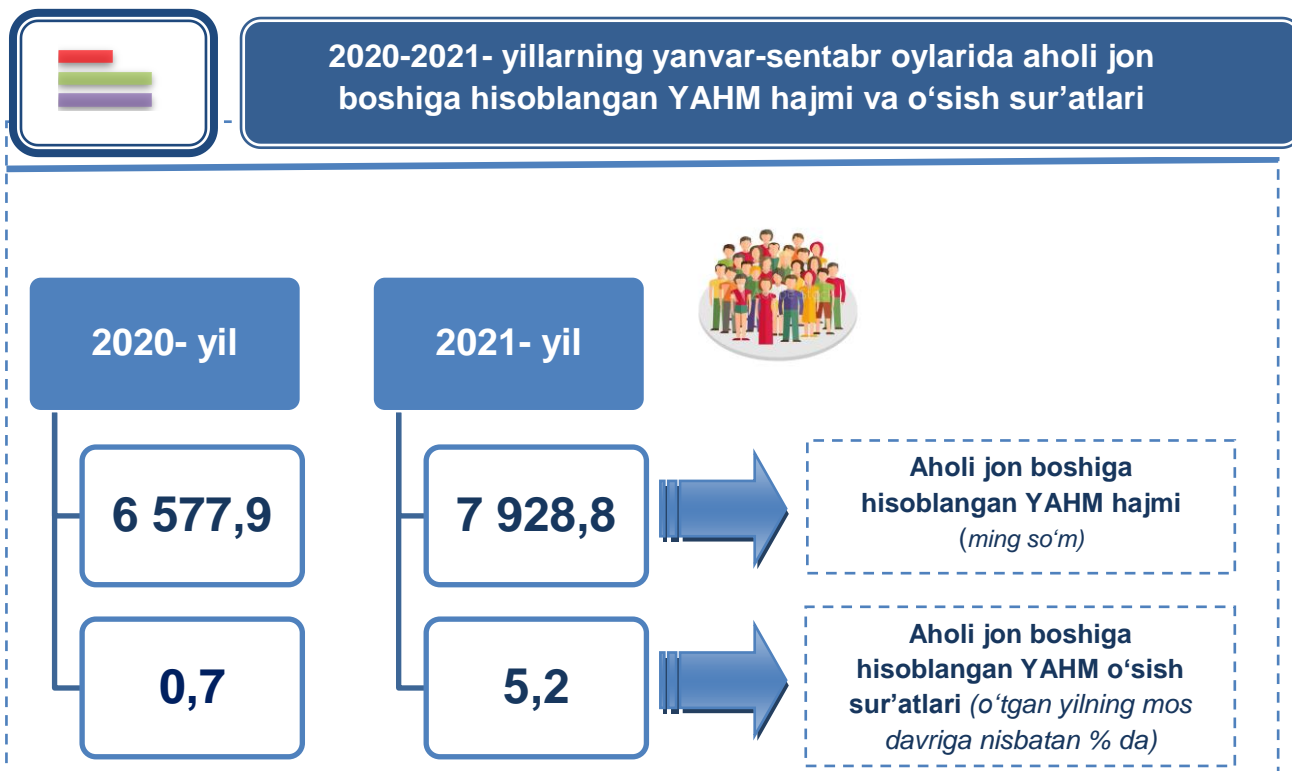 2020-2021- yillarning yanvar-sentabr oylarida aholi jon
boshiga hisoblangan YAHM hajmi va o‘sish sur’atlari
2020- yil
2021- yil
6 577,9
7 928,8
Aholi jon boshiga
hisoblangan YAHM hajmi
(ming so‘m)
0,7
5,2
Aholi jon boshiga
hisoblangan YAHM o‘sish
sur’atlari (o‘tgan yilning mos
davriga nisbatan % da)